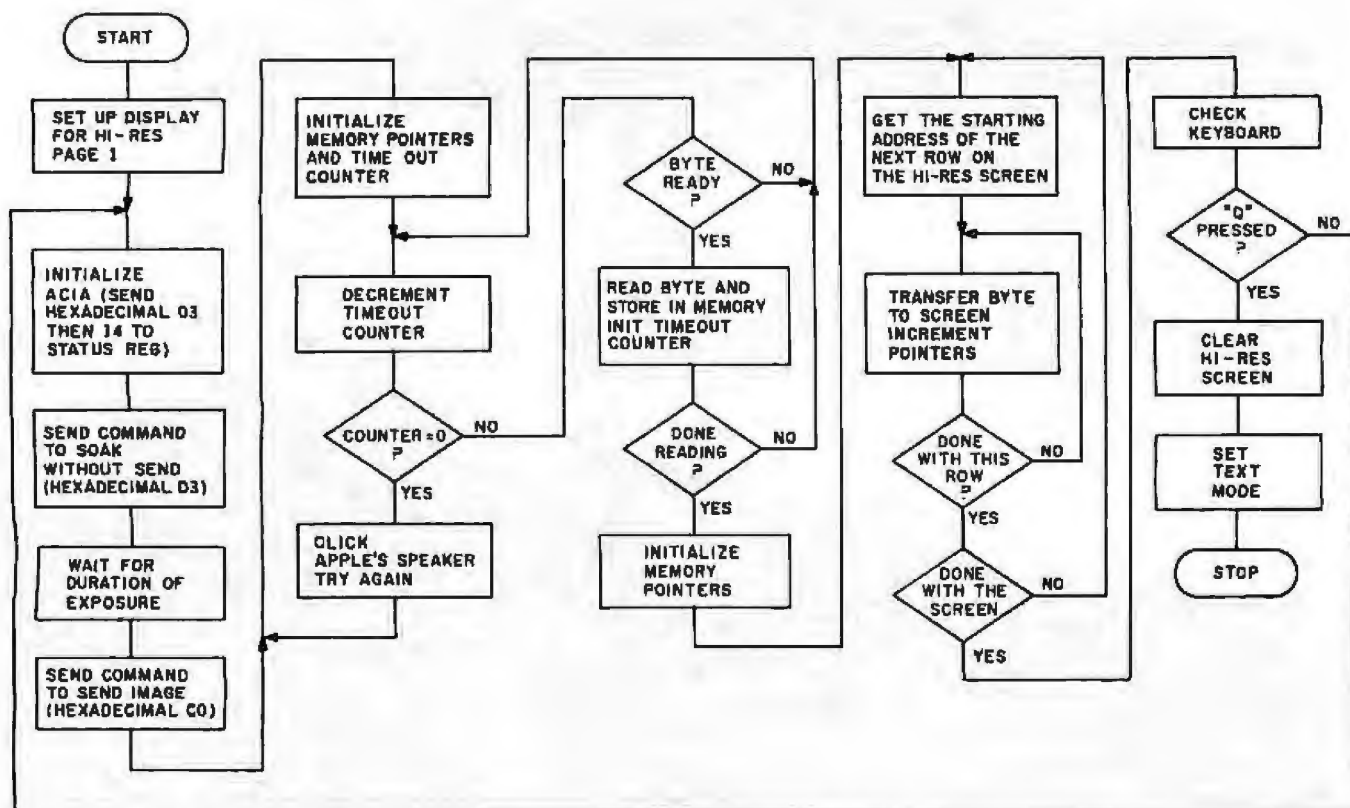 START
SET UP DISPLAY
FOR HI-RES
PAGE 1
INITIALIZE
ACIA (SEND
HEXADECIMAL 03
THEN 14 TO
STATUS REG)
SEND COMMAND
TO SOAK
WITHOUT SEND
(HEXADECIMAL D3)
WAIT FOR
DURATION OF
EXPOSURE
SEND COMMAND
TO SEND IMAGE
(HEXADECIMAL C0)
INITIALIZE
MEMORY POINTERS
AND TIME OUT
COUNTER
DECREMENT
TIMEOUT
COUNTER
COUNTER=0
?
NO
YES
CLICK
APPLE'S SPEAKER
TRY AGAIN
BYTE
READY
?
NO
YES
READ BYTE AND
STORE IN MEMORY
INIT TIMEOUT
COUNTER
DONE
READING
?
NO
YES
INITIALIZE
MEMORY
POINTERS
GET THE STARTING
ADDRESS OF THE
NEXT ROW ON
THE HI-RES SCREEN
TRANSFER BYTE
TO SCREEN
INCREMENT
POINTERS
DONE
WITH THIS
ROW
?
NO
YES
DONE
WITH THE
SCREEN
NO
YES
CHECK
KEYBOARD
"Q"
PRESSED
?
NO
YES
CLEAR
HI-RES
SCREEN
SET
TEXT
MODE
STOP